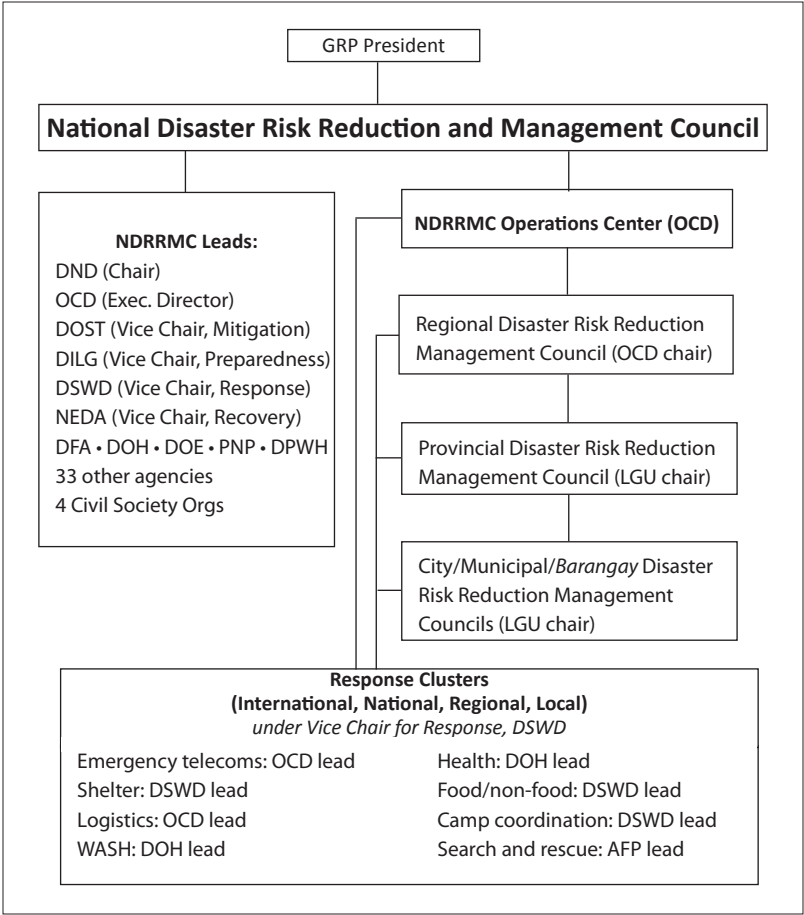 GRP President
National Disaster Risk Reduction and Management Council
NDRRMC Leads:
DND (Chair)
OCD (Exec. Director)
DOST (Vice Chair, Mitigation)
DILG (Vice Chair, Preparedness)
DSWD (Vice Chair, Response)
NEDA (Vice Chair, Recovery)
DFA • DOH • DOE • PNP • DPWH
33 other agencies
4 Civil Society Orgs
NDRRMC Operations Center (OCD)
Regional Disaster Risk Reduction
Management Council (OCD chair)
Provincial Disaster Risk Reduction
Management Council (LGU chair)
City/Municipal/Barangay Disaster
Risk Reduction Management
Councils (LGU chair)
Response Clusters
(International, National, Regional, Local)
under Vice Chair for Response, DSWD
Emergency telecoms: OCD lead
Shelter: DSWD lead
Logistics: OCD lead
WASH: DOH lead
Health: DOH lead
Food/non-food: DSWD lead
Camp coordination: DSWD lead
Search and rescue: AFP lead